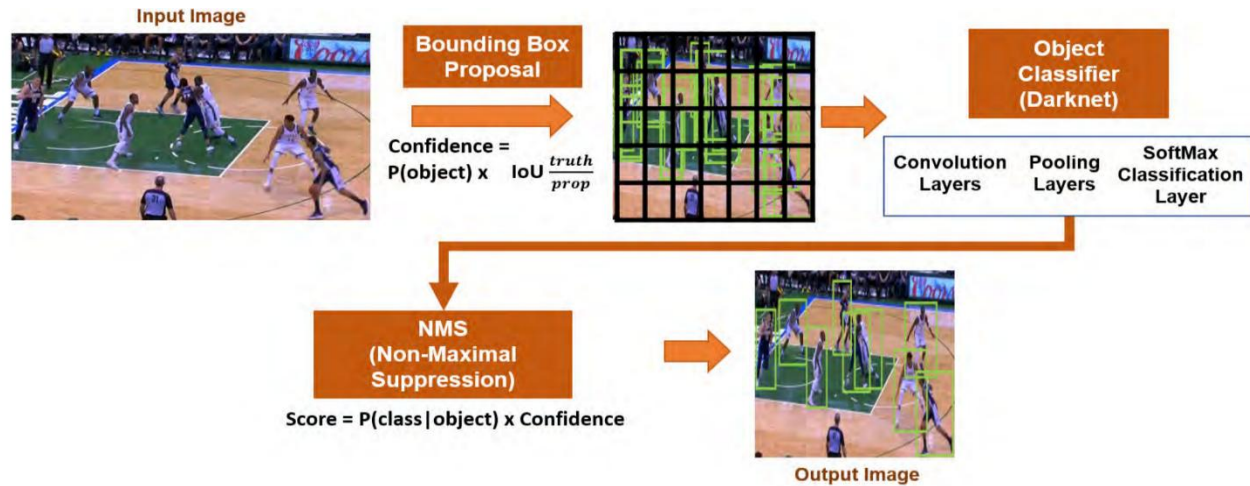 Input Image
Bounding Box
Proposal
Confidence =
P(object) x IoU truth/prop
Object
Classifier
(Darknet)
Convolution
Layers
Pooling
Layers
SoftMax
Classification
Layer
NMS
(Non-Maximal
Suppression)
Score = P(class|object) x Confidence
Output Image